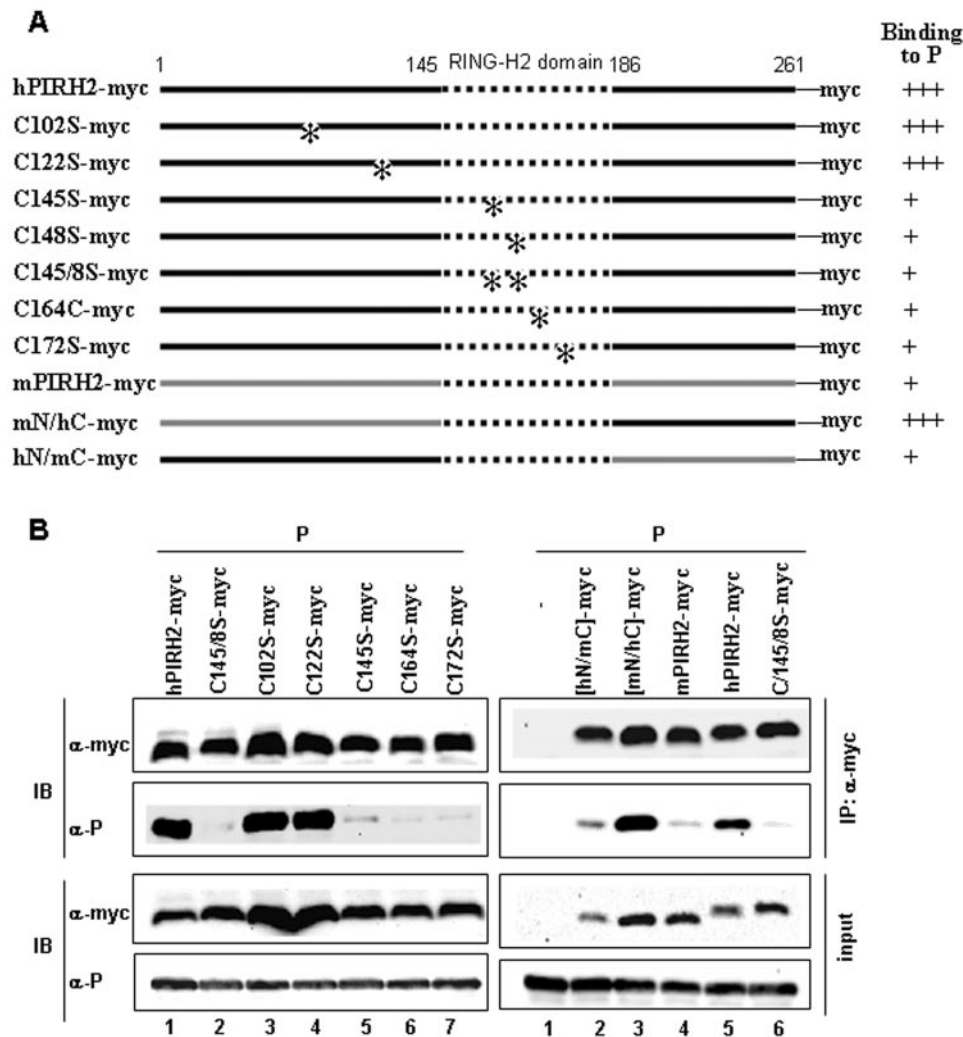 A
Binding
to P
1 145 RING-H2 domain 186 261
hPIRH2-myc myc +++
C102S-myc * myc +++
C122S-myc * myc +++
C145S-myc * myc +
C148S-myc * myc +
C145/8S-myc * * myc +
C164C-myc * myc +
C172S-myc * myc +
mPIRH2-myc myc +
mN/hC-myc myc +++
hN/mC-myc myc +
B
P P
hPIRH2-myc C145/8S-myc C102S-myc C122S-myc C145S-myc C164S-myc C172S-myc
[hN/mC]-myc [mN/hC]-myc mPIRH2-myc hPIRH2-myc C/145/8S-myc
IB α-myc
α-P
IP: α-myc
IB α-myc
α-P
input
1 2 3 4 5 6 7 1 2 3 4 5 6